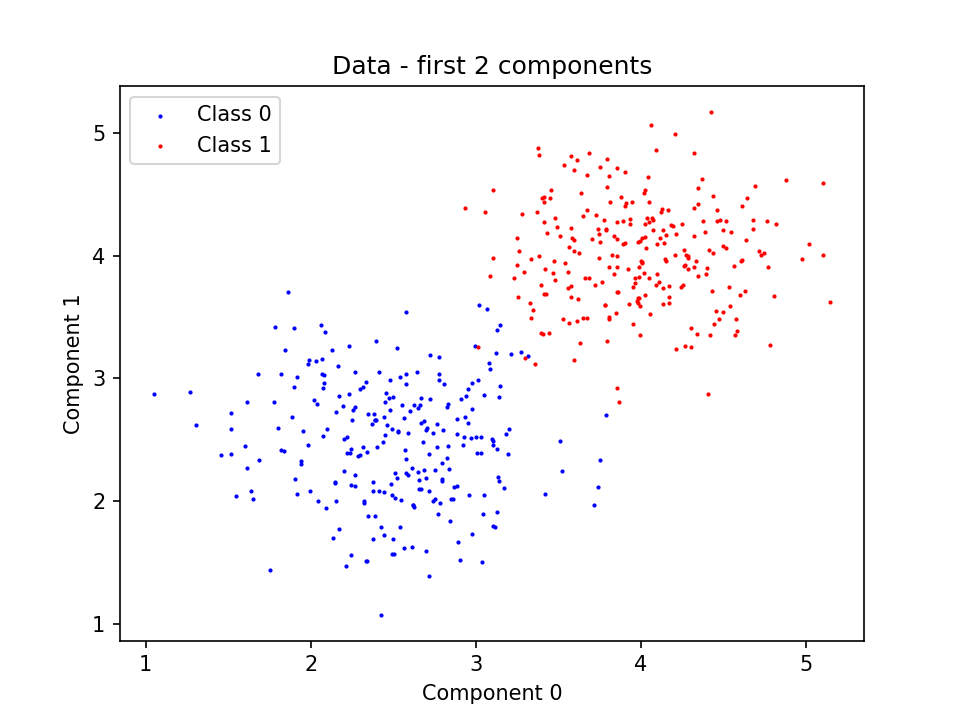 Data - first 2 components
Class 0
Class 1
5
4
3
2
1
Component 1
1 2 3 4 5
Component 0